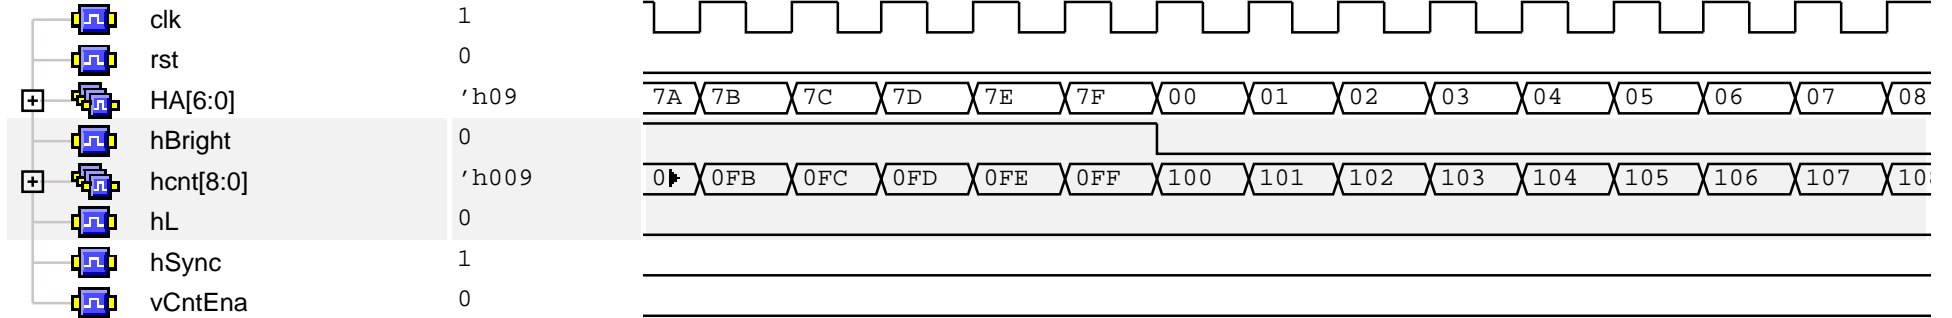 clk 1
rst 0
HA[6:0] 'h09 7A 7B 7C 7D 7E 7F 00 01 02 03 04 05 06 07 08
hBright 0
hcnt[8:0] 'h009 0 0FB 0FC 0FD 0FE 0FF 100 101 102 103 104 105 106 107 10
hL 0
hSync 1
vCntEna 0